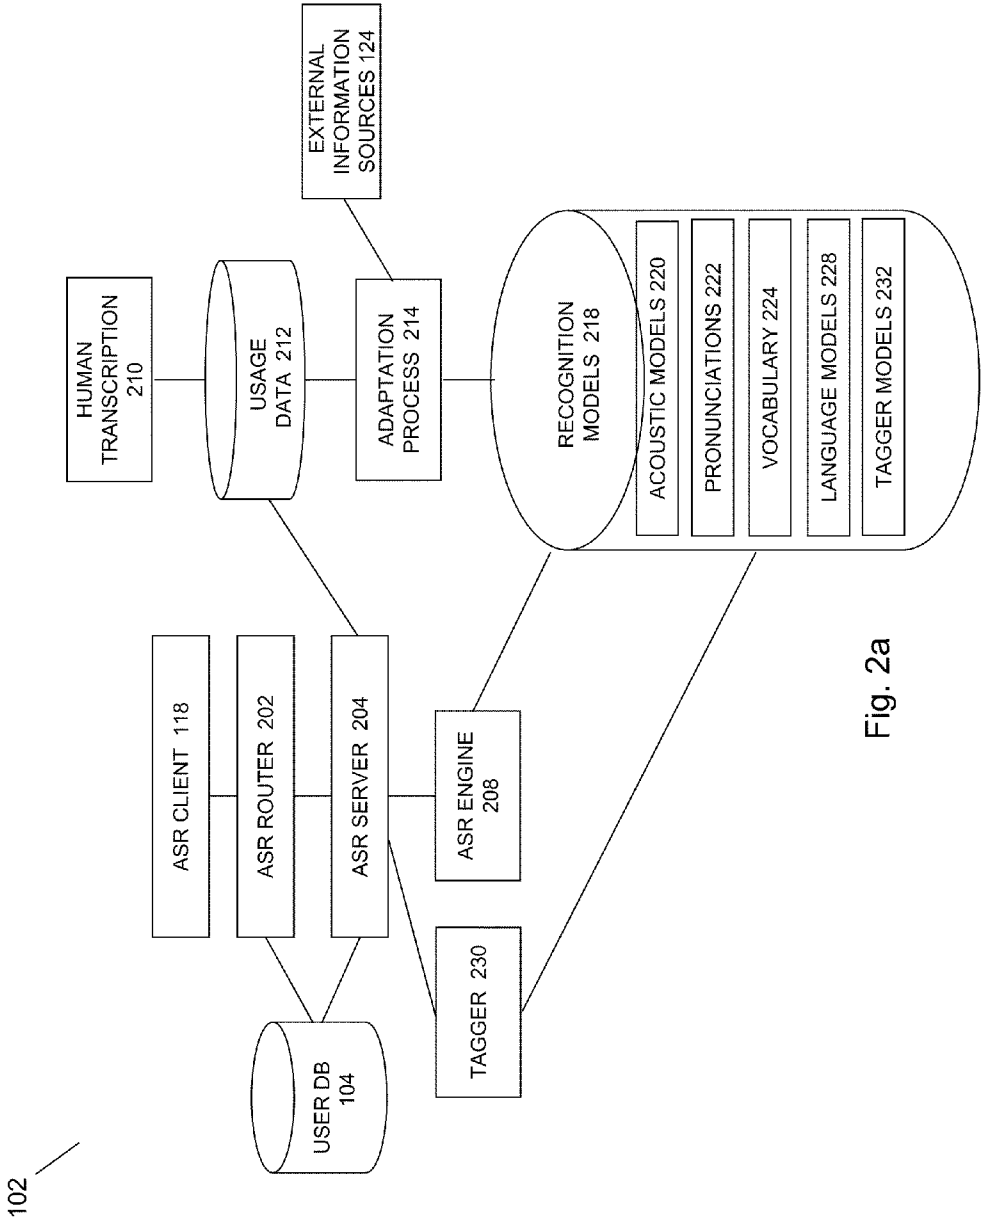 102
USER DB
104
ASR CLIENT 118
ASR ROUTER 202
ASR SERVER 204
ASR ENGINE
208
TAGGER 230
HUMAN
TRANSCRIPTION
210
USAGE
DATA 212
ADAPTATION
PROCESS 214
EXTERNAL
INFORMATION
SOURCES 124
RECOGNITION
MODELS 218
ACOUSTIC MODELS 220
PRONUNCIATIONS 222
VOCABULARY 224
LANGUAGE MODELS 228
TAGGER MODELS 232
Fig. 2a